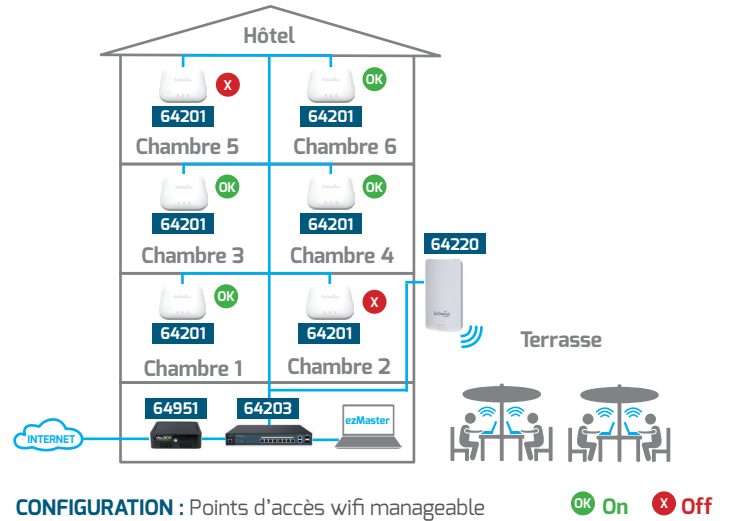 Hôtel
X
OK
64201
64201
Chambre 5
Chambre 6
OK
OK
64201
64201
Chambre 3
Chambre 4
64220
OK
X
64201
64201
Terrasse
Chambre 1
Chambre 2
64951
64203
ezMaster
INTERNET
CONFIGURATION : Points d'accès wifi manageable
OK On
X Off